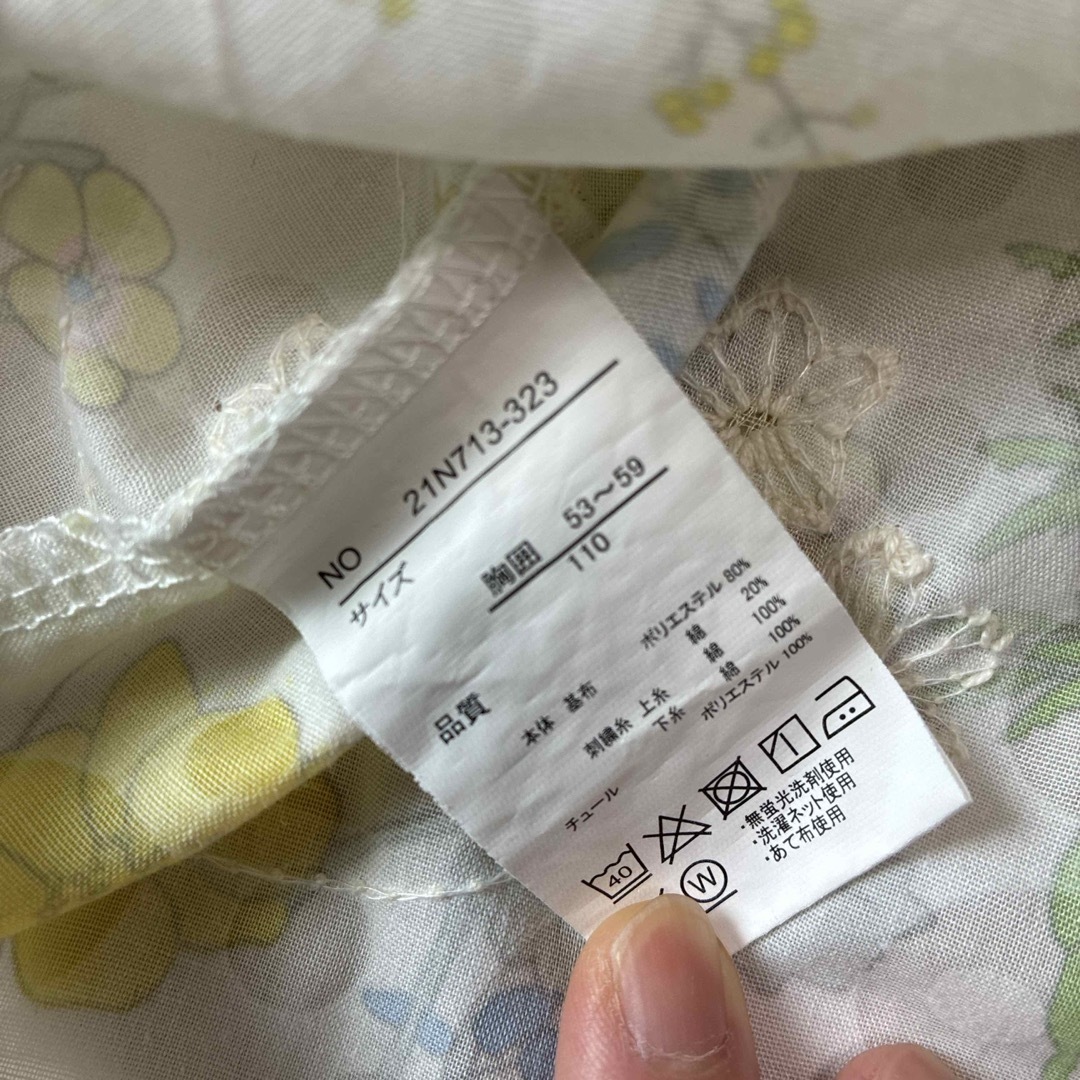 NO 21N713-323
サイズ 胸囲 53～59
110
品質
本体 基布 ポリエステル 80%
綿 20%
刺繍糸 上糸 綿 100%
下糸 綿 100%
チュール ポリエステル 100%
40
W
・無蛍光洗剤使用
・洗濯ネット使用
・あて布使用